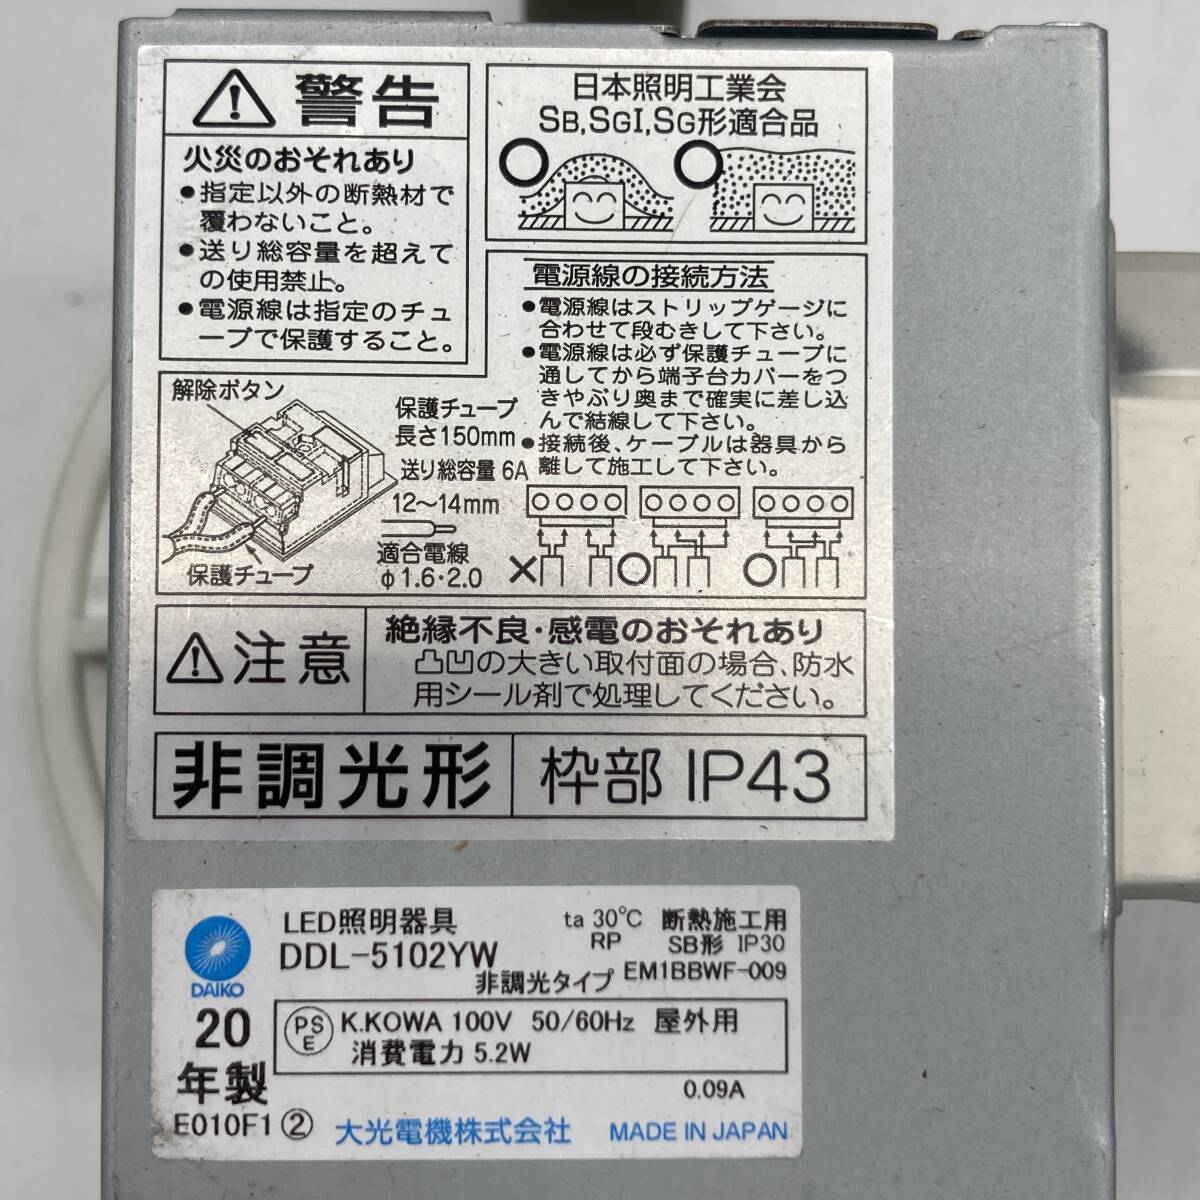 警告
火災のおそれあり
●指定以外の断熱材で
覆わないこと。
●送り総容量を超えて
の使用禁止。
●電源線は指定のチュ
ーブで保護すること。
日本照明工業会
SB,SGI,SG形適合品
電源線の接続方法
●電源線はストリップゲージに
合わせて段むきして下さい。
●電源線は必ず保護チューブに
通してから端子台カバーをつ
きやぶり奥まで確実に差し込
んで結線して下さい。
●接続後、ケーブルは器具から
離して施工して下さい。
解除ボタン
保護チューブ
長さ150mm
送り総容量 6A
12～14mm
適合電線
φ1.6・2.0
保護チューブ
注意
絶縁不良・感電のおそれあり
凸凹の大きい取付面の場合、防水
用シール剤で処理してください。
非調光形
枠部 IP43
DAIKO
LED照明器具
DDL-5102YW
非調光タイプ
ta 30℃ 断熱施工用
RP SB形 IP30
EM1BBWF-009
20
年製
E010F1②
PS
E
K.KOWA 100V 50/60Hz 屋外用
消費電力 5.2W
0.09A
大光電機株式会社 MADE IN JAPAN